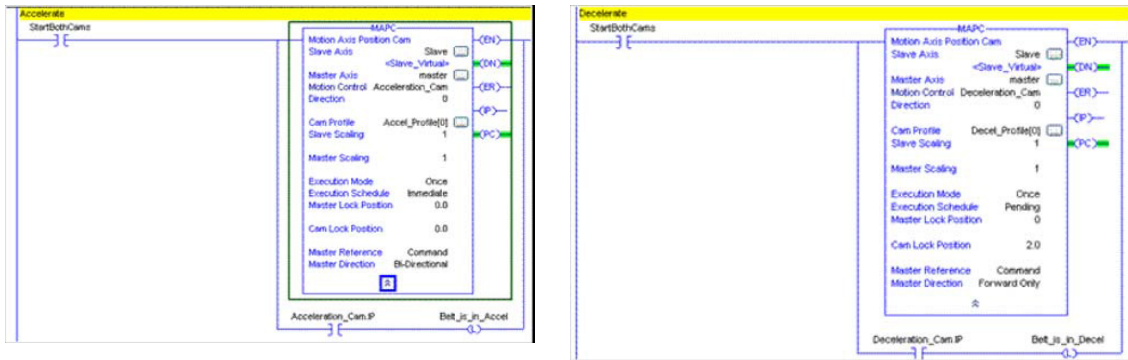 Accelerate
StartBothCams
MAPC
Motion Axis Position Cam
Slave Axis Slave ...
<Slave_Virtual>
Master Axis master ...
Motion Control Acceleration_Cam
Direction 0
Cam Profile Accel_Profile[0] ...
Slave Scaling 1
Master Scaling 1
Execution Mode Once
Execution Schedule Immediate
Master Lock Position 0.0
Cam Lock Position 0.0
Master Reference Command
Master Direction Bi-Directional
(EN)
(DN)
(ER)
(IP)
(PC)
Acceleration_Cam.IP
Belt_is_in_Accel
(L)
Decelerate
StartBothCams
MAPC
Motion Axis Position Cam
Slave Axis Slave ...
<Slave_Virtual>
Master Axis master ...
Motion Control Deceleration_Cam
Direction 0
Cam Profile Decel_Profile[0] ...
Slave Scaling 1
Master Scaling 1
Execution Mode Once
Execution Schedule Pending
Master Lock Position 0
Cam Lock Position 2.0
Master Reference Command
Master Direction Forward Only
(EN)
(DN)
(ER)
(IP)
(PC)
Deceleration_Cam.IP
Belt_is_in_Decel
(L)